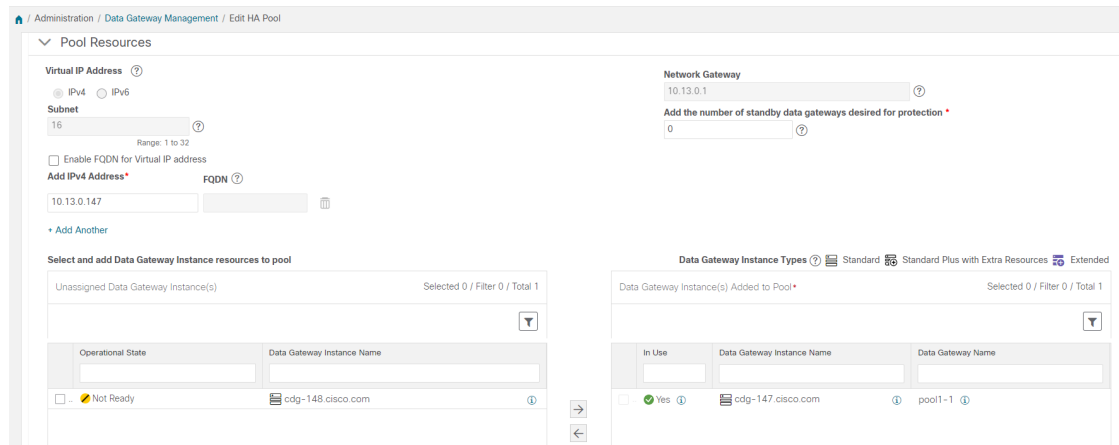 / Administration / Data Gateway Management / Edit HA Pool
Pool Resources
Virtual IP Address ?
IPv4 IPv6
Subnet
16 ?
Range: 1 to 32
Enable FQDN for Virtual IP address
Add IPv4 Address* FQDN ?
10.13.0.147
+ Add Another
Network Gateway
10.13.0.1 ?
Add the number of standby data gateways desired for protection *
0 ?
Select and add Data Gateway Instance resources to pool
Data Gateway Instance Types ? Standard Standard Plus with Extra Resources Extended
Unassigned Data Gateway Instance(s) Selected 0 / Filter 0 / Total 1
Operational State Data Gateway Instance Name
Not Ready cdg-148.cisco.com i
Data Gateway Instance(s) Added to Pool• Selected 0 / Filter 0 / Total 1
In Use Data Gateway Instance Name Data Gateway Name
Yes i cdg-147.cisco.com i pool1-1 i